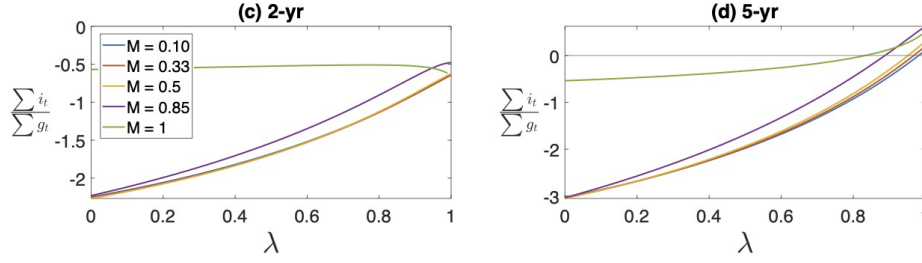 (c) 2-yr
0
-0.5
-1
-1.5
-2
∑ i_t
∑ g_t
M = 0.10
M = 0.33
M = 0.5
M = 0.85
M = 1
0 0.2 0.4 0.6 0.8 1
λ
(d) 5-yr
1
0
-1
-2
-3
∑ i_t
∑ g_t
0 0.2 0.4 0.6 0.8
λ